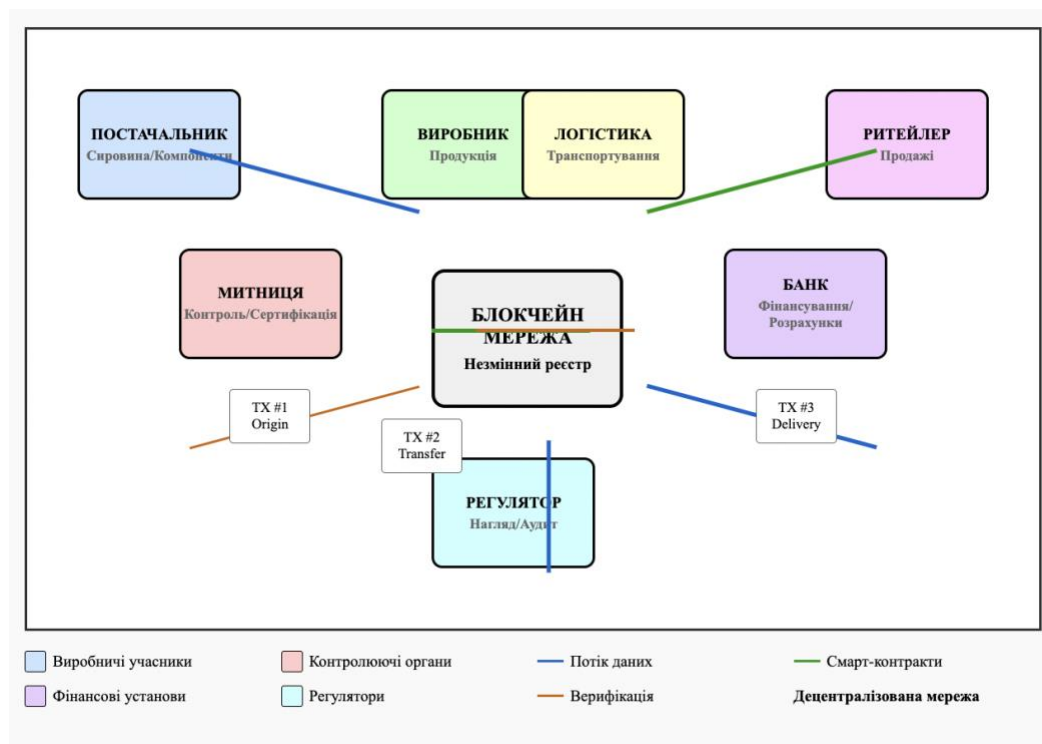 ПОСТАЧАЛЬНИК
Сировина/Компоненти
ВИРОБНИК
Продукція
ЛОГІСТИКА
Транспортування
РИТЕЙЛЕР
Продажі
МИТНИЦЯ
Контроль/Сертифікація
БЛОКЧЕЙН
МЕРЕЖА
Незмінний реєстр
БАНК
Фінансування/
Розрахунки
TX #1
Origin
TX #2
Transfer
TX #3
Delivery
РЕГУЛЯТОР
Нагляд/Аудит
Виробничі учасники
Контролюючі органи
Потік даних
Смарт-контракти
Фінансові установи
Регулятори
Верифікація
Децентралізована мережа